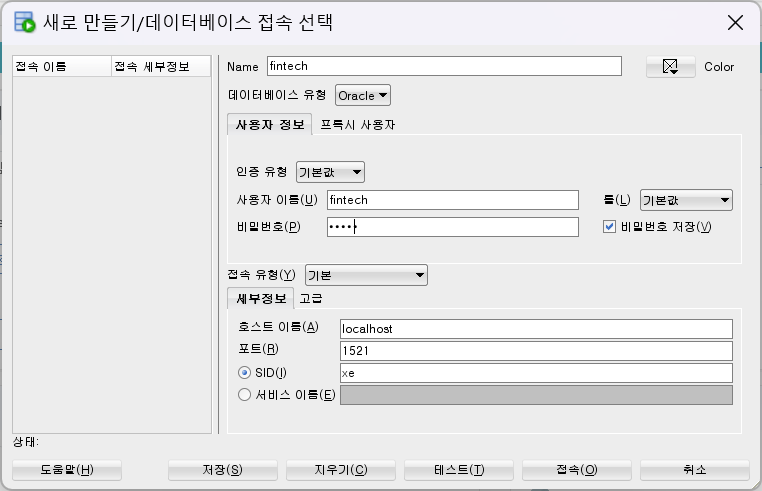 새로 만들기/데이터베이스 접속 선택
접속 이름 접속 세부정보
Name fintech Color
데이터베이스 유형 Oracle
사용자 정보 프록시 사용자
인증 유형 기본값
사용자 이름(U) fintech 롤(L) 기본값
비밀번호(P) ••••• 비밀번호 저장(V)
접속 유형(Y) 기본
세부정보 고급
호스트 이름(A) localhost
포트(R) 1521
SID(I) xe
서비스 이름(E)
상태:
도움말(H) 저장(S) 지우기(C) 테스트(T) 접속(O) 취소